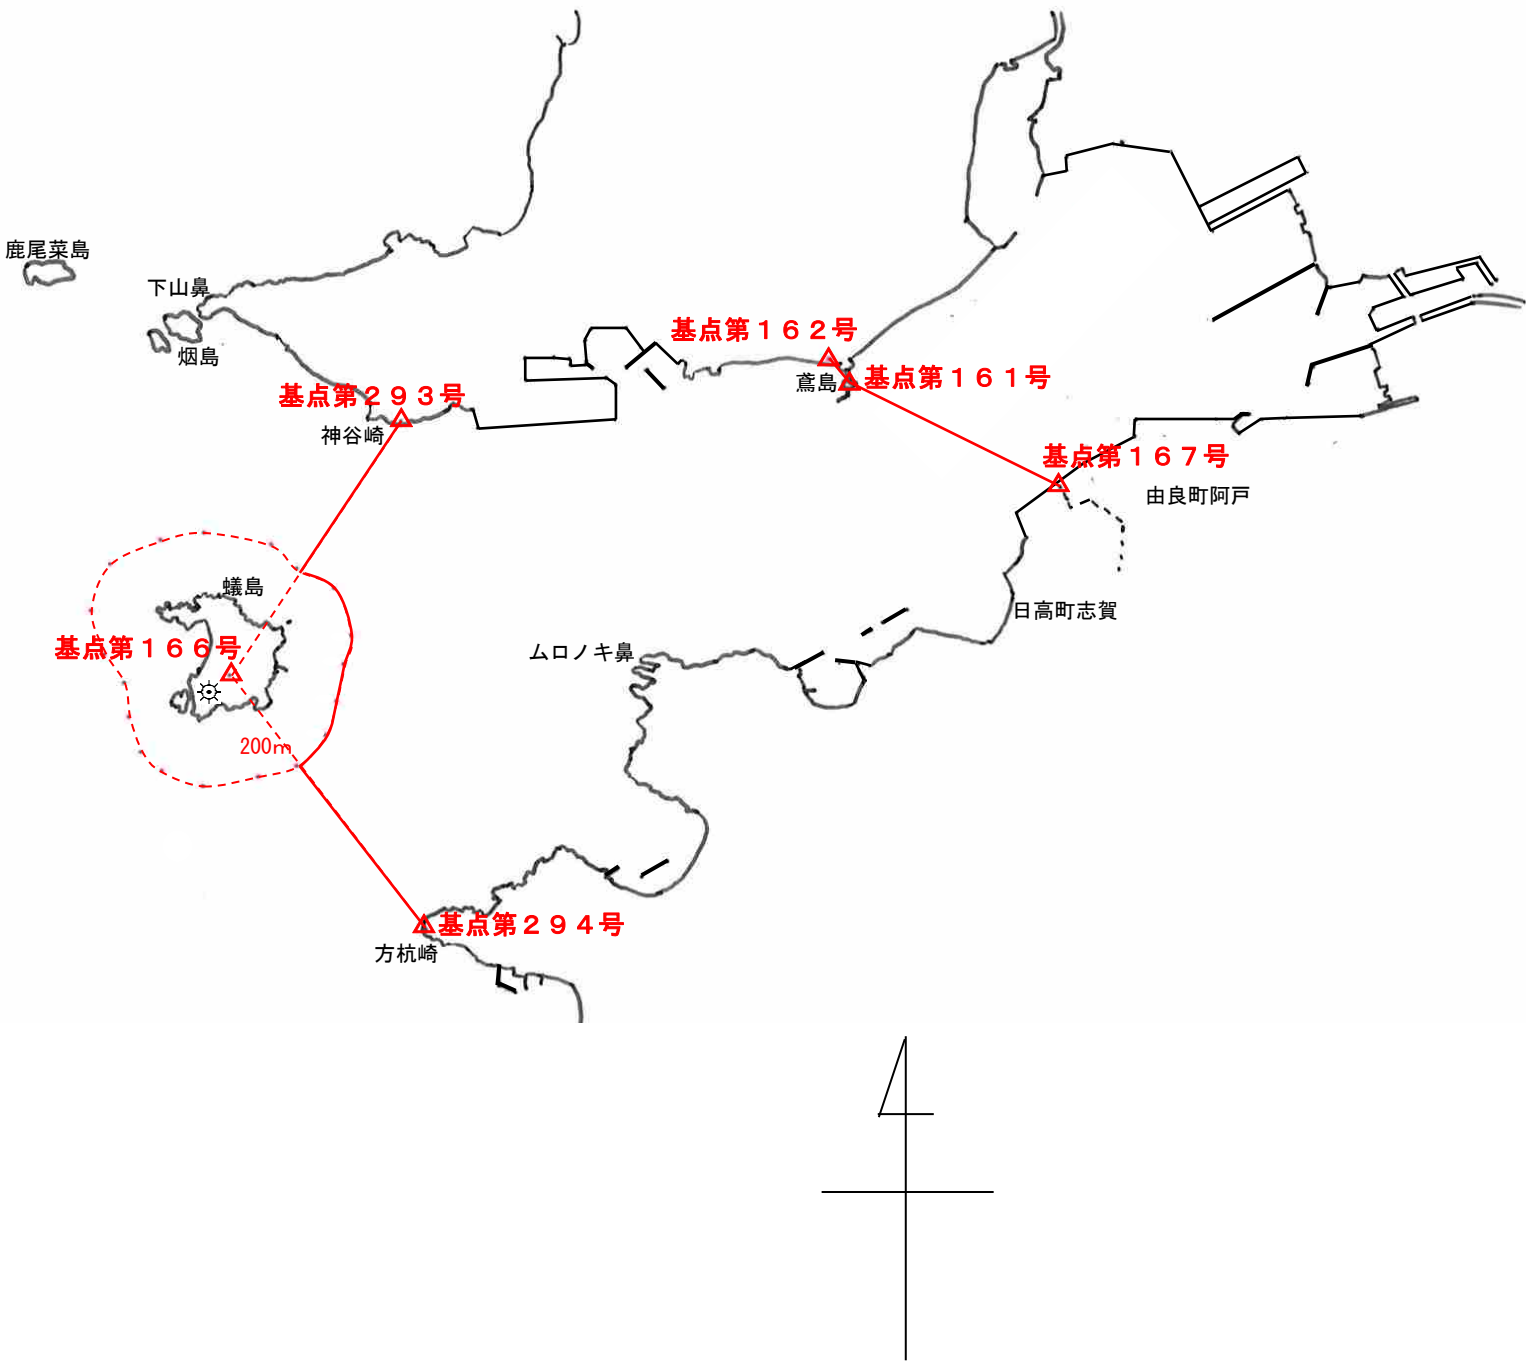 鹿尾菜島
下山鼻
烟島
基点第１６２号
鳶島
基点第１６１号
基点第２９３号
神谷崎
基点第１６７号
由良町阿戸
蟻島
日高町志賀
基点第１６６号
ムロノキ鼻
200m
基点第２９４号
方杭崎